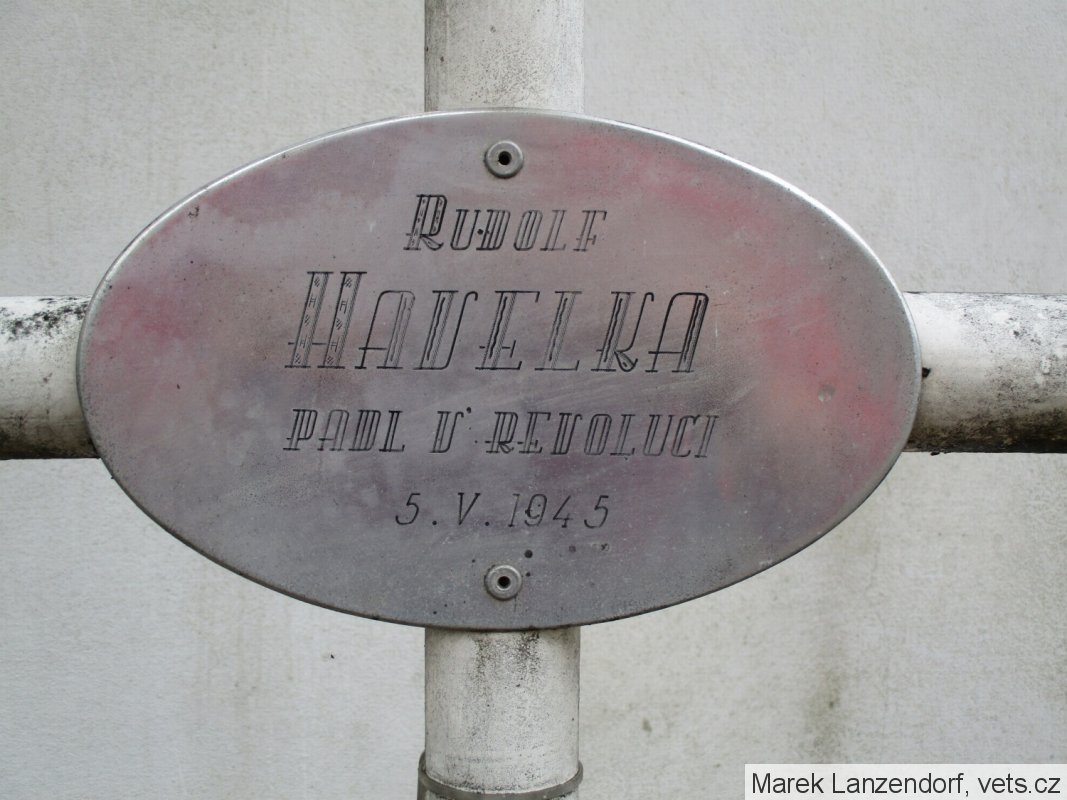 RUDOLF
HAVELKA
PADL V REVOLUCI
5. V. 1945
Marek Lanzendorf, vets.cz